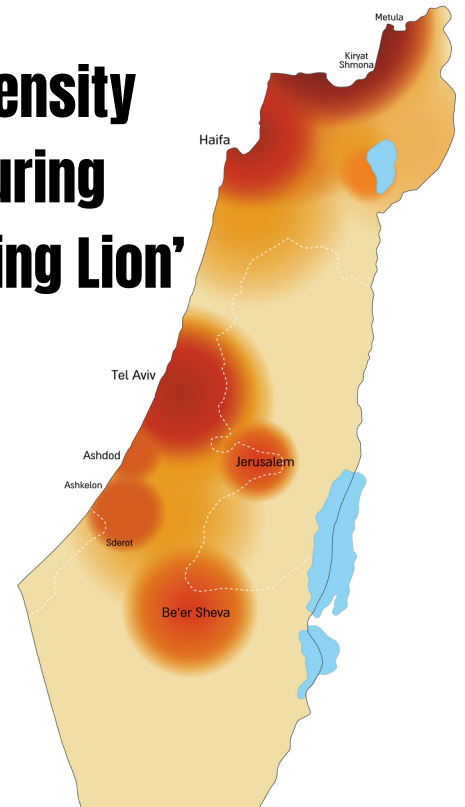 ensity
uring
ing Lion’
Metula
Kiryat
Shmona
Haifa
Tel Aviv
Jerusalem
Ashdod
Ashkelon
Sderot
Be'er Sheva